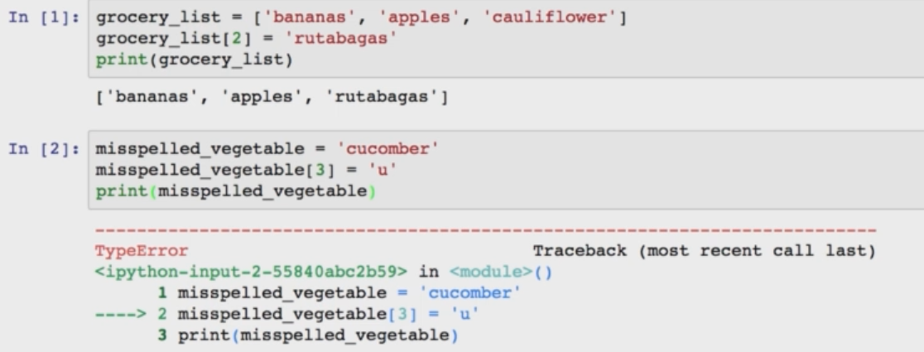 In [1]: grocery_list = ['bananas', 'apples', 'cauliflower']
grocery_list[2] = 'rutabagas'
print(grocery_list)
['bananas', 'apples', 'rutabagas']
In [2]: misspelled_vegetable = 'cucomber'
misspelled_vegetable[3] = 'u'
print(misspelled_vegetable)
---------------------------------------------------------------------------
TypeError Traceback (most recent call last)
<ipython-input-2-55840abc2b59> in <module>()
1 misspelled_vegetable = 'cucomber'
----> 2 misspelled_vegetable[3] = 'u'
3 print(misspelled_vegetable)